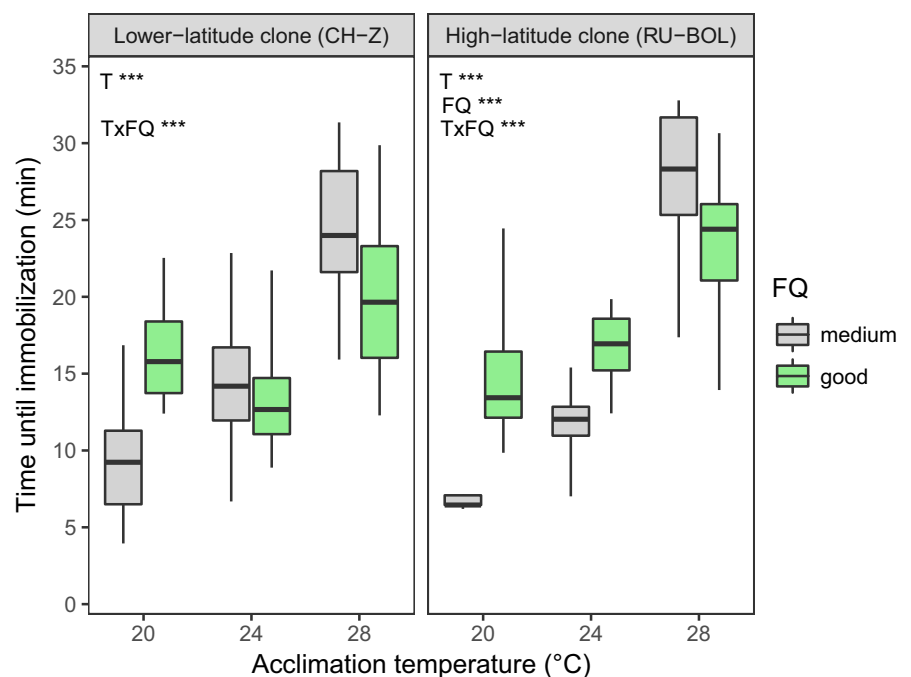 Lower−latitude clone (CH−Z)
High−latitude clone (RU−BOL)
T ***
TxFQ ***
T ***
FQ ***
TxFQ ***
Time until immobilization (min)
35
30
25
20
15
10
5
0
20
24
28
20
24
28
Acclimation temperature (°C)
FQ
medium
good